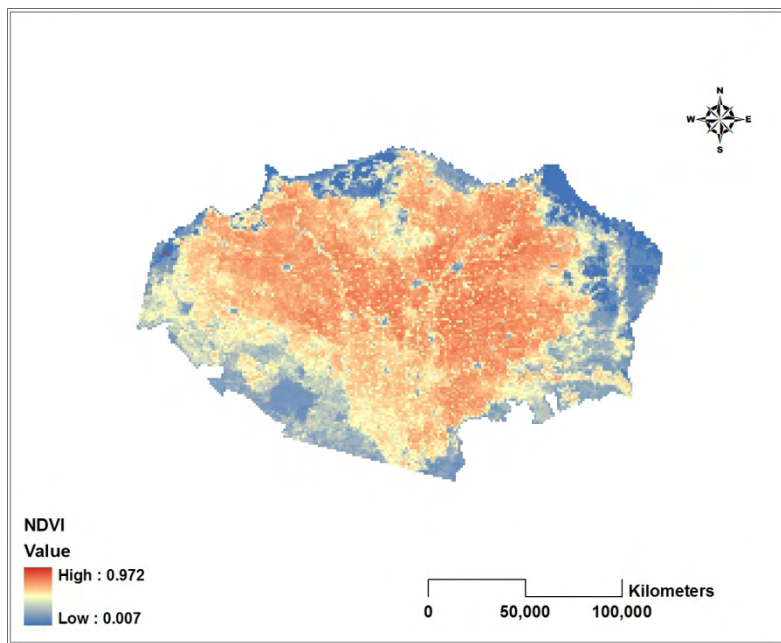 N
W E
S
NDVI
Value
High : 0.972
Low : 0.007
Kilometers
0 50,000 100,000